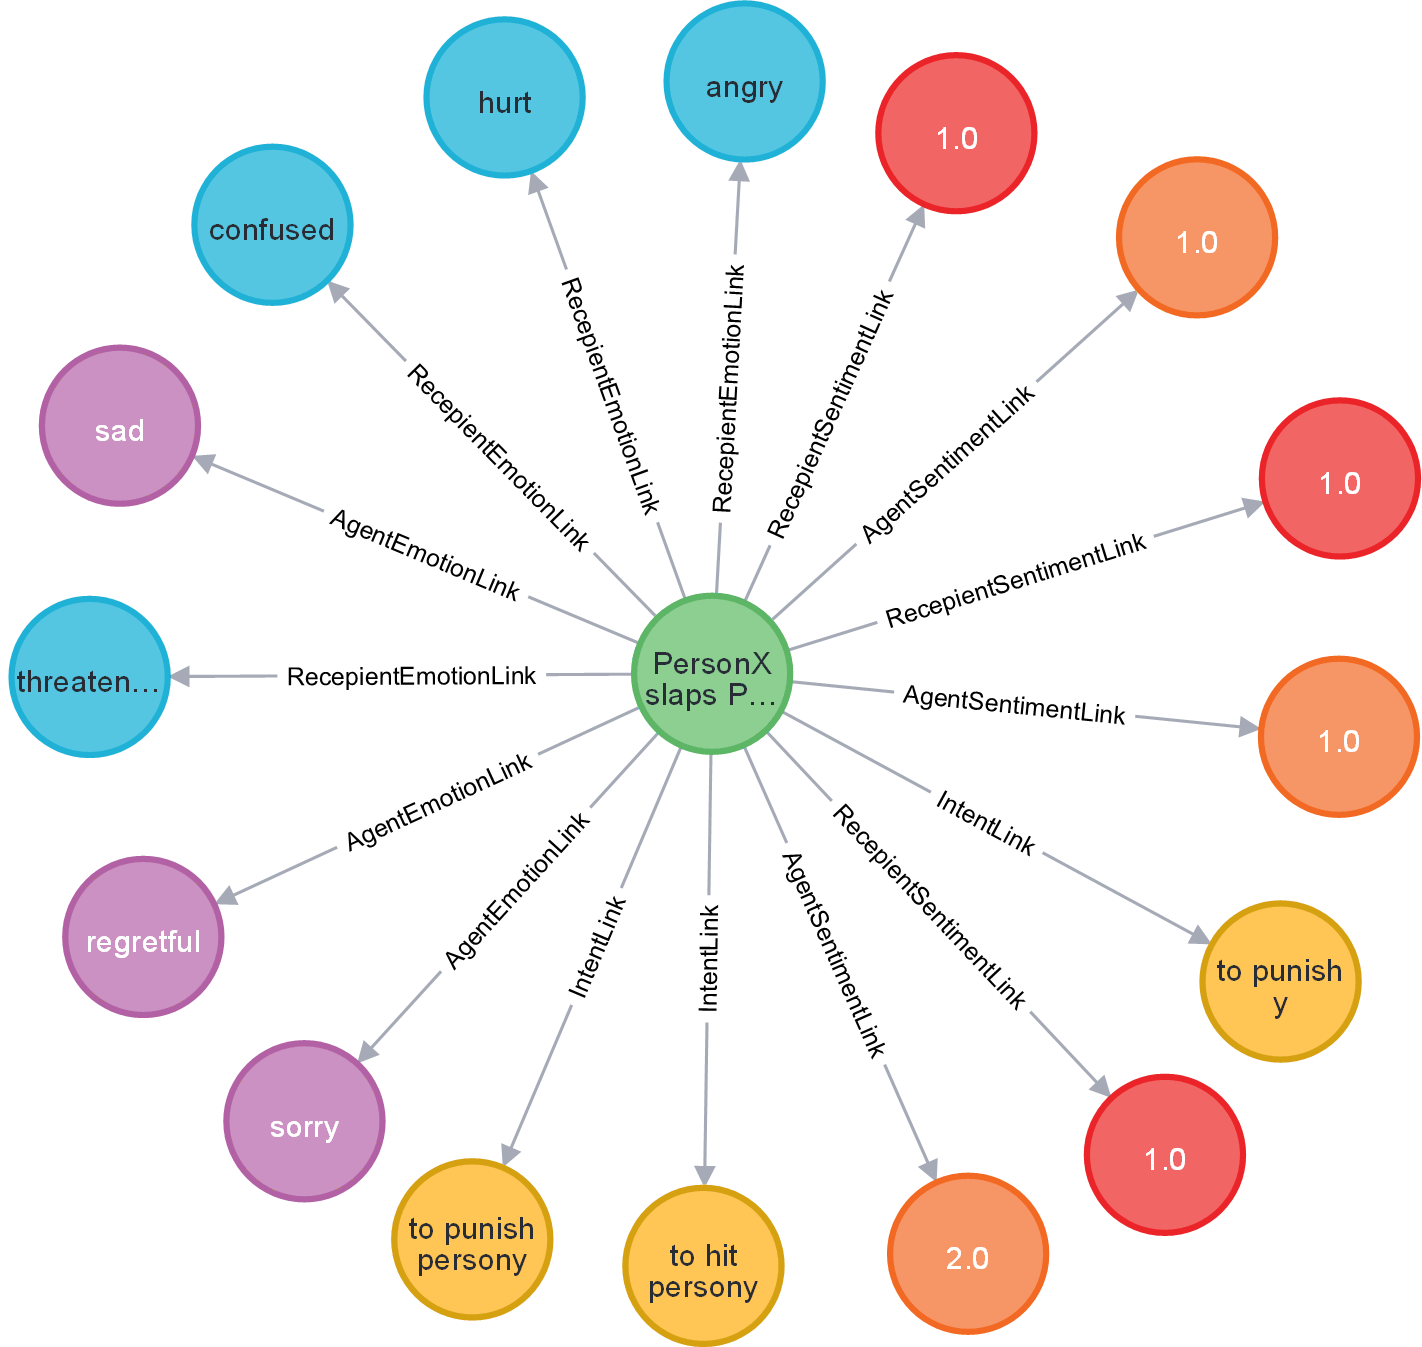 angry
hurt
1.0
1.0
confused
RecepientEmotionLink
RecepientEmotionLink
RecepientSentimentLink
AgentSentimentLink
RecepientEmotionLink
sad
1.0
AgentEmotionLink
RecepientSentimentLink
threaten...
RecepientEmotionLink
PersonX
slaps P...
AgentSentimentLink
1.0
AgentEmotionLink
IntentLink
regretful
AgentEmotionLink
IntentLink
IntentLink
AgentSentimentLink
RecepientSentimentLink
to punish
y
sorry
1.0
to punish
persony
to hit
persony
2.0